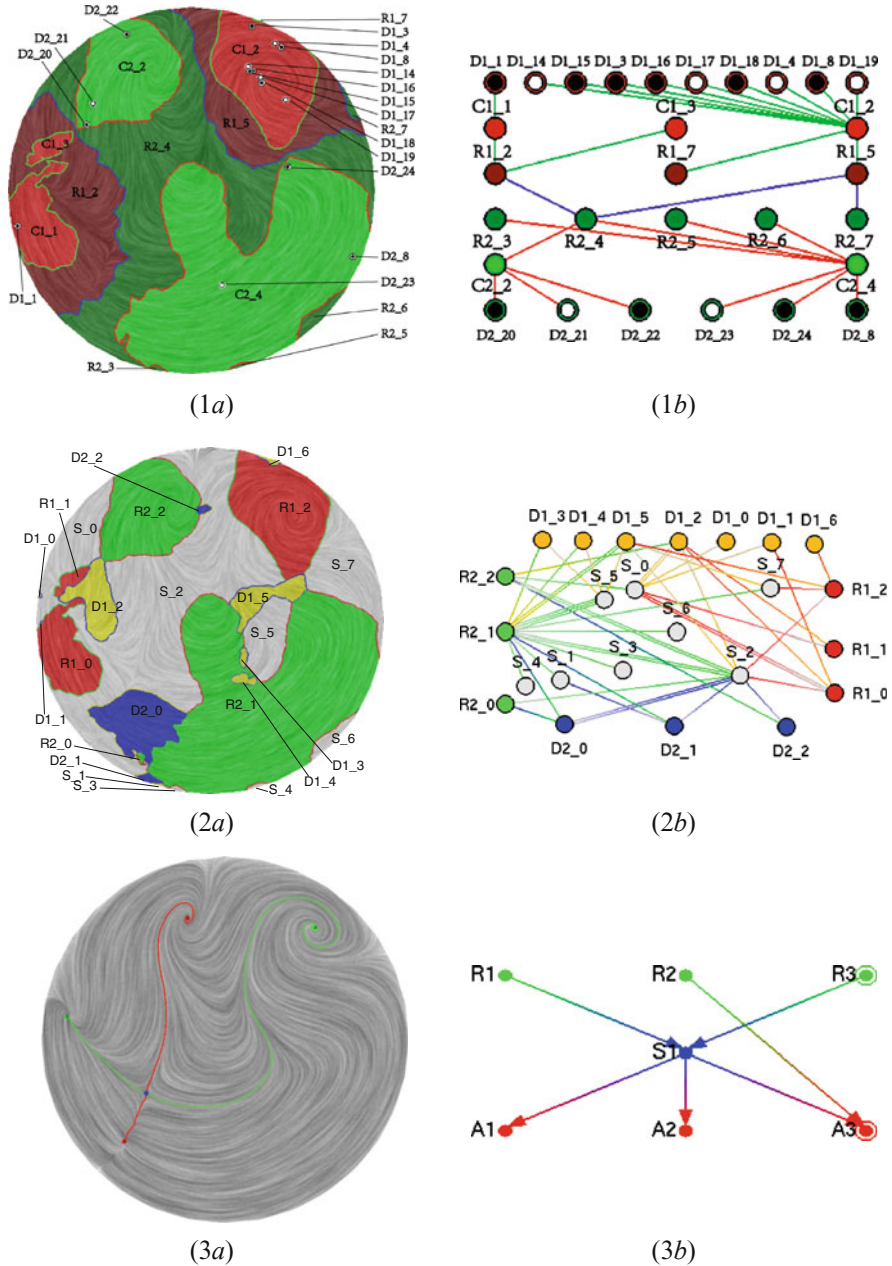 D2_22
D2_21
D2_20
C2_2
C1_2
R1_5
R2_4
C1_3
R1_2
C1_1
D1_1
C2_4
R2_3
R1_7
D1_3
D1_4
D1_8
D1_14
D1_16
D1_15
D1_17
R2_7
D1_18
D1_19
D2_24
D2_8
D2_23
R2_6
R2_5
D1_1 D1_15 D1_3 D1_16 D1_18 D1_4 D1_19
D1_14 D1_17 D1_8
C1_1 C1_3 C1_2
R1_2 R1_7 R1_5
R2_3 R2_4 R2_5 R2_6 R2_7
C2_2 C2_4
D2_20 D2_21 D2_22 D2_23 D2_24 D2_8
(1a) (1b)
D2_2
D1_6
R1_1
S_0
D1_0
R2_2
R1_2
S_7
S_2
D1_2
D1_5
S_5
R1_0
D1_1
D2_0
R2_1
R2_0
D2_1
S_1
S_3
S_6
D1_3
D1_4
S_4
D1_3 D1_4 D1_5 D1_2 D1_0 D1_1 D1_6
R2_2 S_5 S_0 S_7 R1_2
R2_1 S_6
S_4 S_1 S_3 S_2 R1_1
R2_0 R1_0
D2_0 D2_1 D2_2
(2a) (2b)
R1 R2 R3
S1
A1 A2 A3
(3a) (3b)